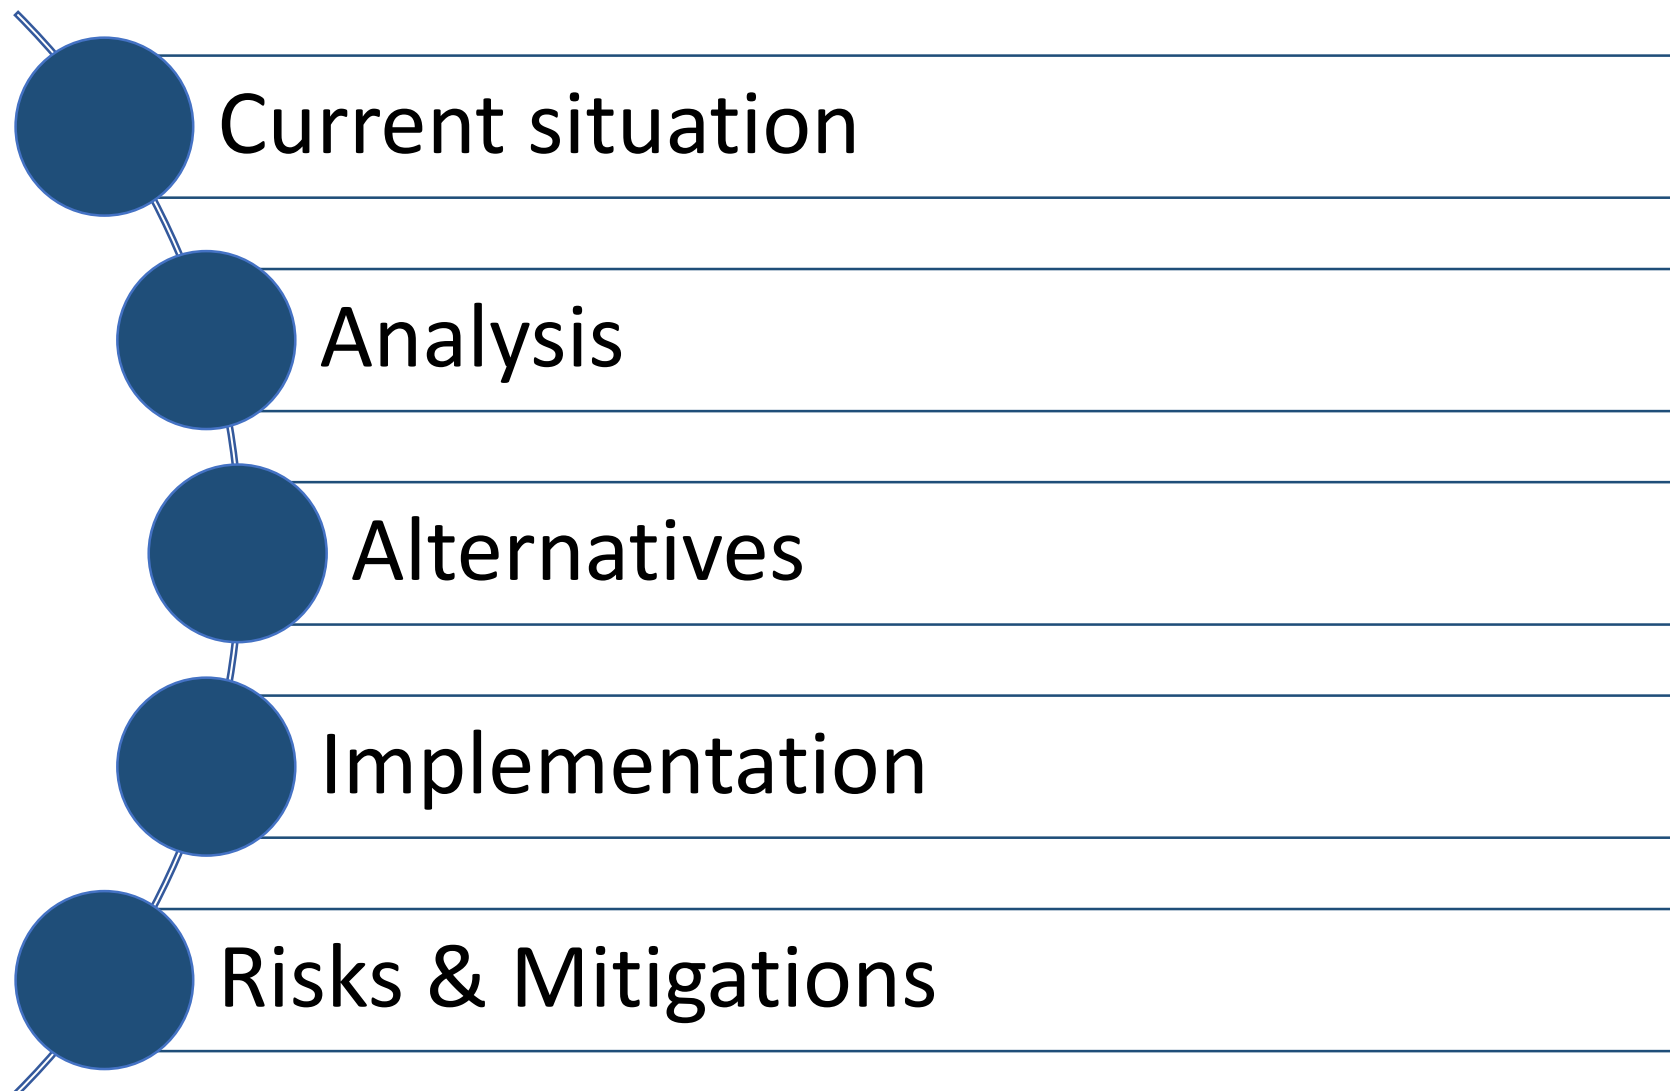 Current situation
Analysis
Alternatives
Implementation
Risks & Mitigations